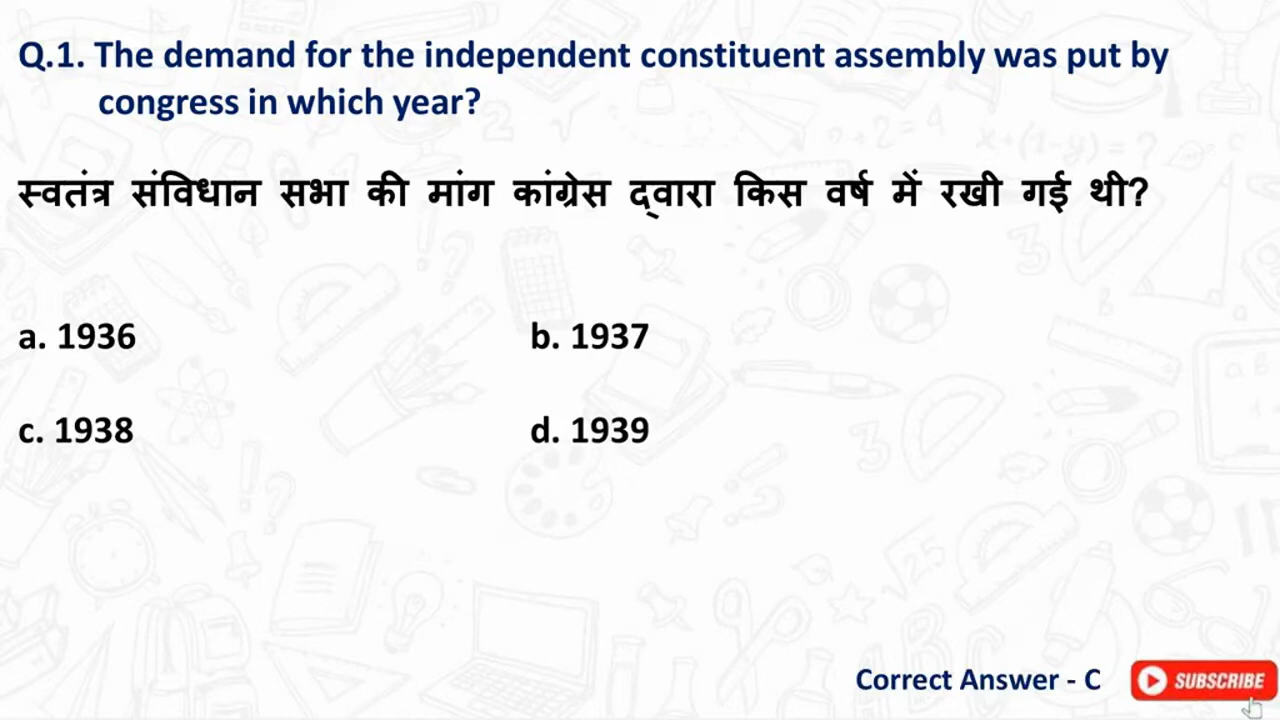 Q.1. The demand for the independent constituent assembly was put by
congress in which year?
स्वतंत्र संविधान सभा की मांग कांग्रेस द्वारा किस वर्ष में रखी गई थी?
a. 1936 b. 1937
c. 1938 d. 1939
Correct Answer - C SUBSCRIBE